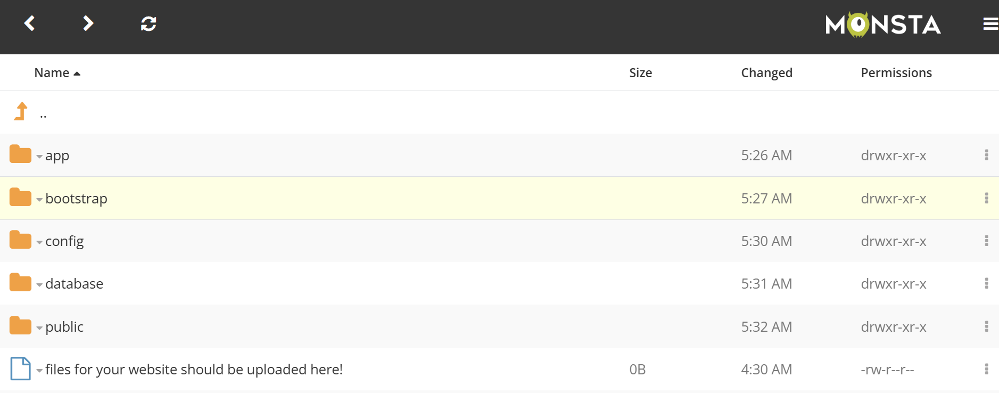 MONSTA
Name Size Changed Permissions
..
app 5:26 AM drwxr-xr-x
bootstrap 5:27 AM drwxr-xr-x
config 5:30 AM drwxr-xr-x
database 5:31 AM drwxr-xr-x
public 5:32 AM drwxr-xr-x
files for your website should be uploaded here! 0B 4:30 AM -rw-r--r--